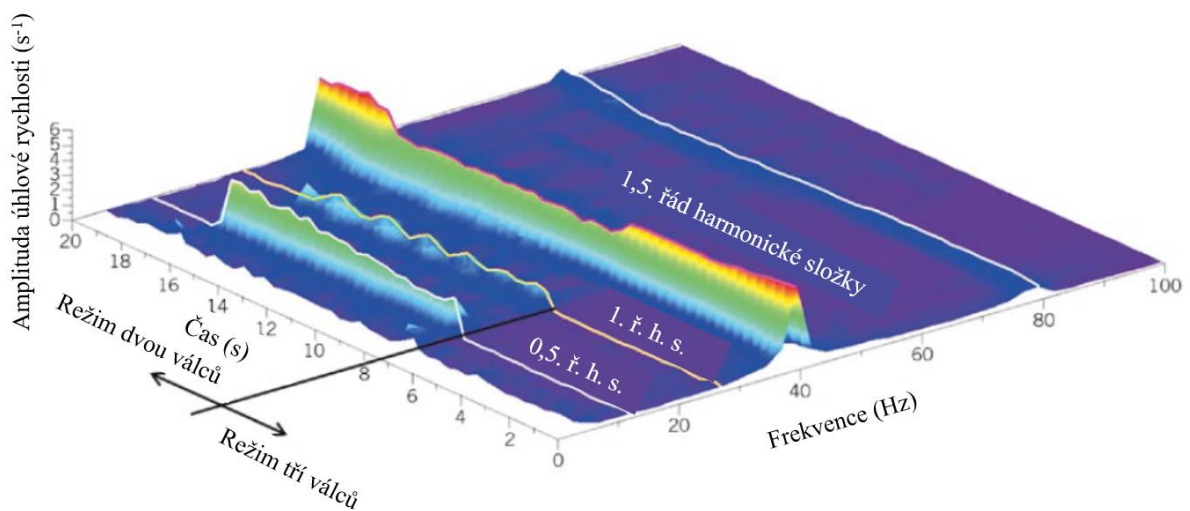 Amplituda úhlové rychlosti (s⁻¹)
6
5
4
3
2
1
0
20
18
16
14
12
10
8
6
4
2
0
Čas (s)
Režim dvou válců
Režim tří válců
1,5. řád harmonické složky
1. ř. h. s.
0,5. ř. h. s.
20
40
60
80
100
Frekvence (Hz)